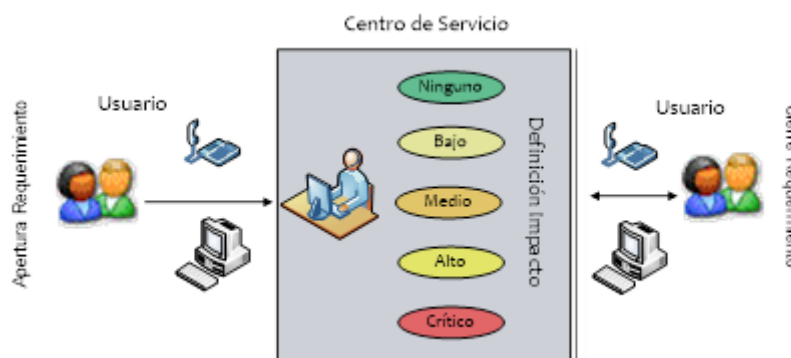 Centro de Servicio
Apertura Requerimiento
Usuario
Ninguno
Bajo
Medio
Alto
Crítico
Definición Impacto
Usuario